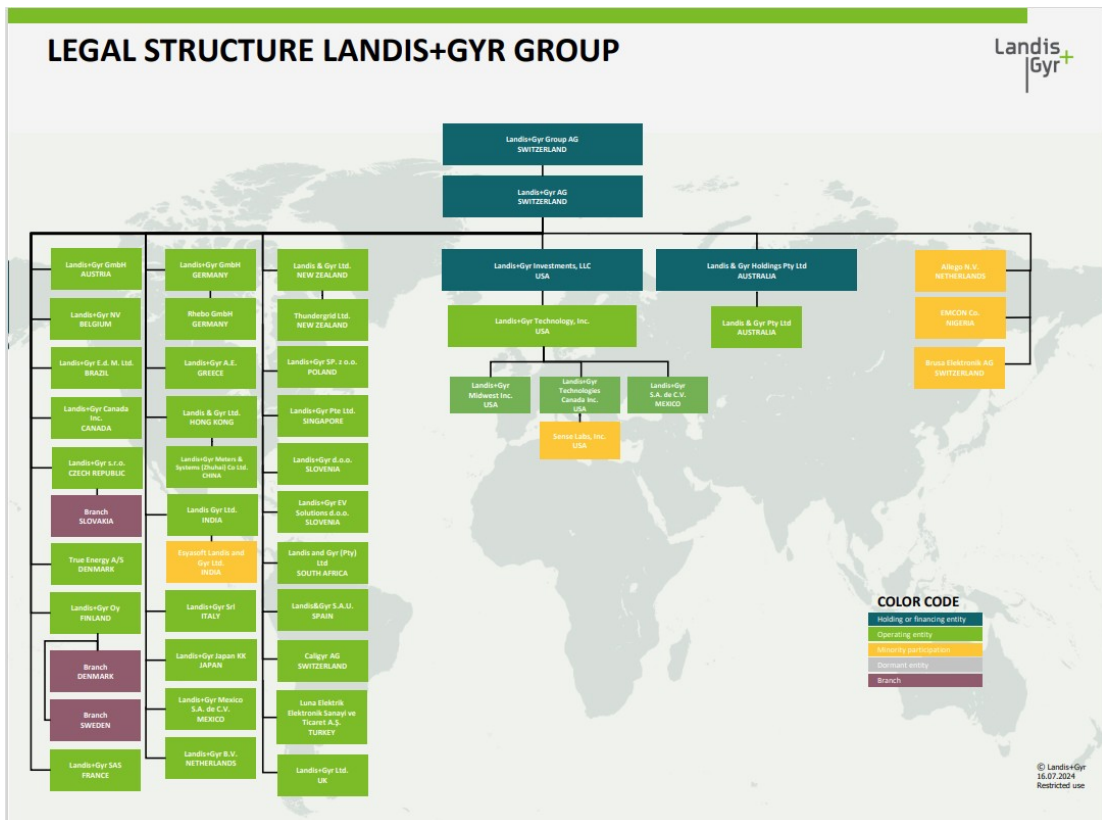 LEGAL STRUCTURE LANDIS+GYR GROUP
Landis+
Gyr
Landis+Gyr Group AG
SWITZERLAND
Landis+Gyr AG
SWITZERLAND
Landis+Gyr GmbH
AUSTRIA
Landis+Gyr NV
BELGIUM
Landis+Gyr E.d. M. Ltd.
BRAZIL
Landis+Gyr Canada
Inc.
CANADA
Landis+Gyr s.r.o.
CZECH REPUBLIC
Branch
SLOVAKIA
True Energy A/S
DENMARK
Landis+Gyr Oy
FINLAND
Branch
DENMARK
Branch
SWEDEN
Landis+Gyr SAS
FRANCE
Landis+Gyr GmbH
GERMANY
Rhebo GmbH
GERMANY
Landis+Gyr A.E.
GREECE
Landis & Gyr Ltd.
HONG KONG
Landis+Gyr Meters &
Systems (Zhuhai) Co Ltd.
CHINA
Landis Gyr Ltd.
INDIA
Esyasoft Landis and
Gyr Ltd.
INDIA
Landis+Gyr Srl
ITALY
Landis+Gyr Japan KK
JAPAN
Landis+Gyr Mexico
S.A. de C.V.
MEXICO
Landis+Gyr B.V.
NETHERLANDS
Landis & Gyr Ltd.
NEW ZEALAND
Thundergrid Ltd.
NEW ZEALAND
Landis+Gyr SP. z o.o.
POLAND
Landis+Gyr Pte Ltd.
SINGAPORE
Landis+Gyr d.o.o.
SLOVENIA
Landis+Gyr EV
Solutions d.o.o.
SLOVENIA
Landis and Gyr (Pty)
Ltd
SOUTH AFRICA
Landis&Gyr S.A.U.
SPAIN
Caligyr AG
SWITZERLAND
Luna Elektrik
Elektronik Sanayi ve
Ticaret A.Ş.
TURKEY
Landis+Gyr Ltd.
UK
Landis+Gyr Investments, LLC
USA
Landis+Gyr Technology, Inc.
USA
Landis+Gyr
Midwest Inc.
USA
Landis+Gyr
Technologies
Canada Inc.
USA
Landis+Gyr
S.A. de C.V.
MEXICO
Sense Labs, Inc.
USA
Landis & Gyr Holdings Pty Ltd
AUSTRALIA
Landis & Gyr Pty Ltd
AUSTRALIA
Allego N.V.
NETHERLANDS
EMCON Co.
NIGERIA
Brusa Elektronik AG
SWITZERLAND
COLOR CODE
Holding or financing entity
Operating entity
Minority participation
Dormant entity
Branch
© Landis+Gyr
16.07.2024
Restricted use